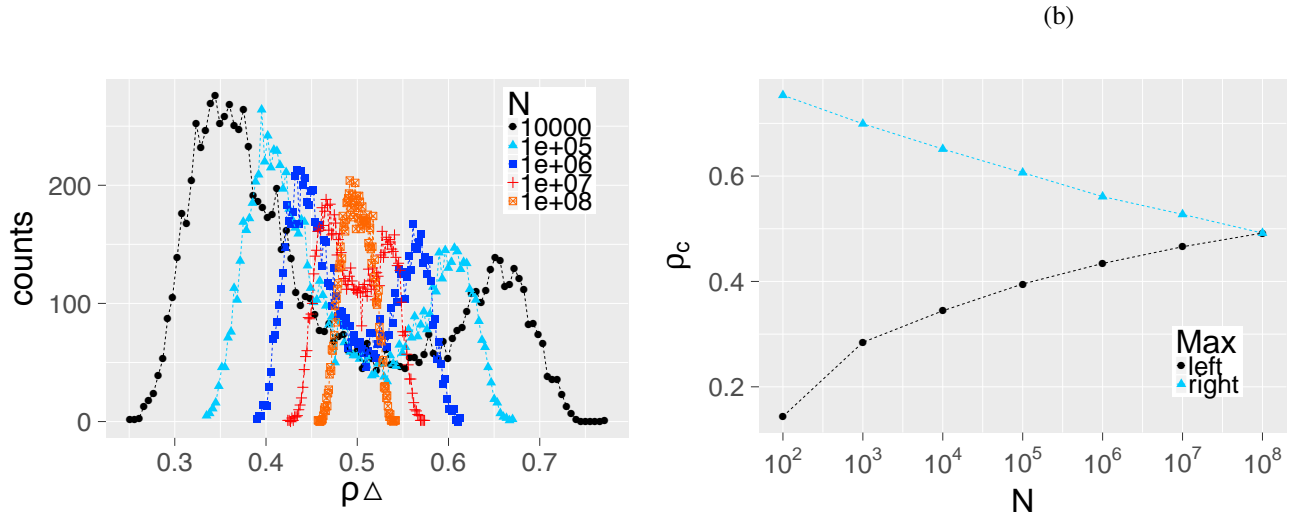 (b)
counts
200
100
0
0.3 0.4 0.5 0.6 0.7
ρ △
N
10000
1e+05
1e+06
1e+07
1e+08
ρc
0.6
0.4
0.2
10² 10³ 10⁴ 10⁵ 10⁶ 10⁷ 10⁸
N
Max
left
right